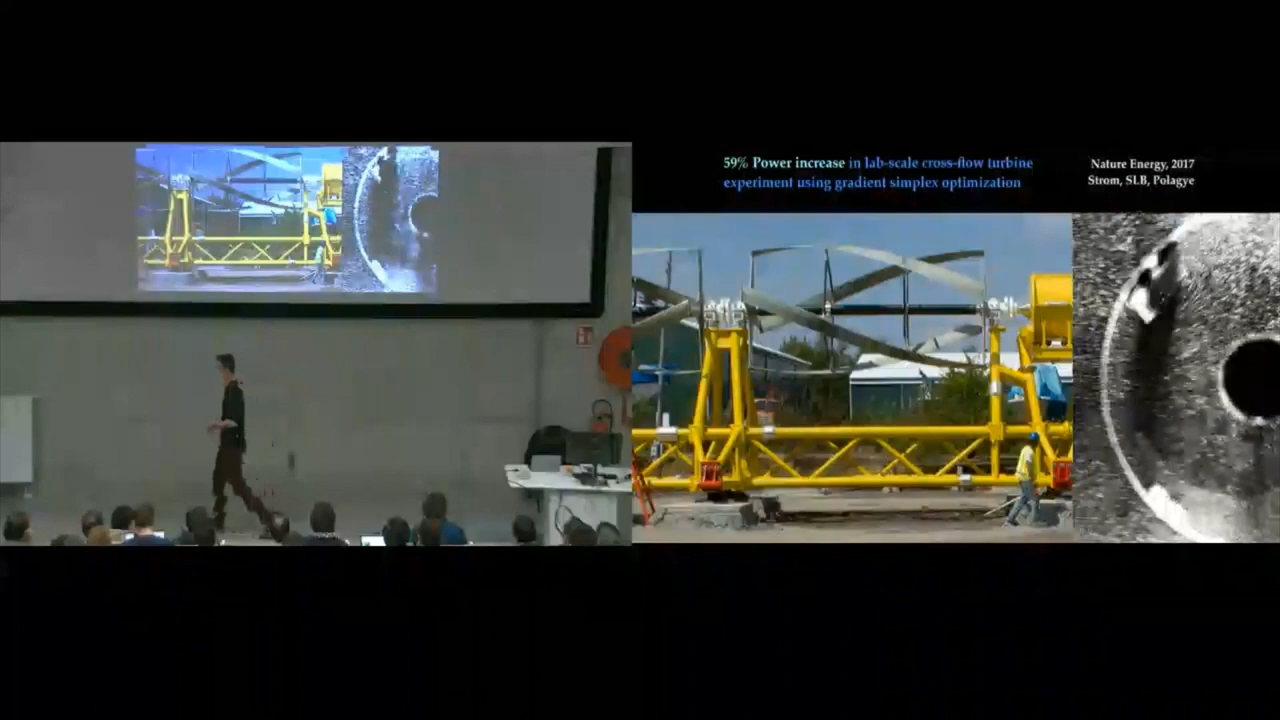 59% Power increase in lab-scale cross-flow turbine
experiment using gradient simplex optimization
Nature Energy, 2017
Strom, SLB, Polagye